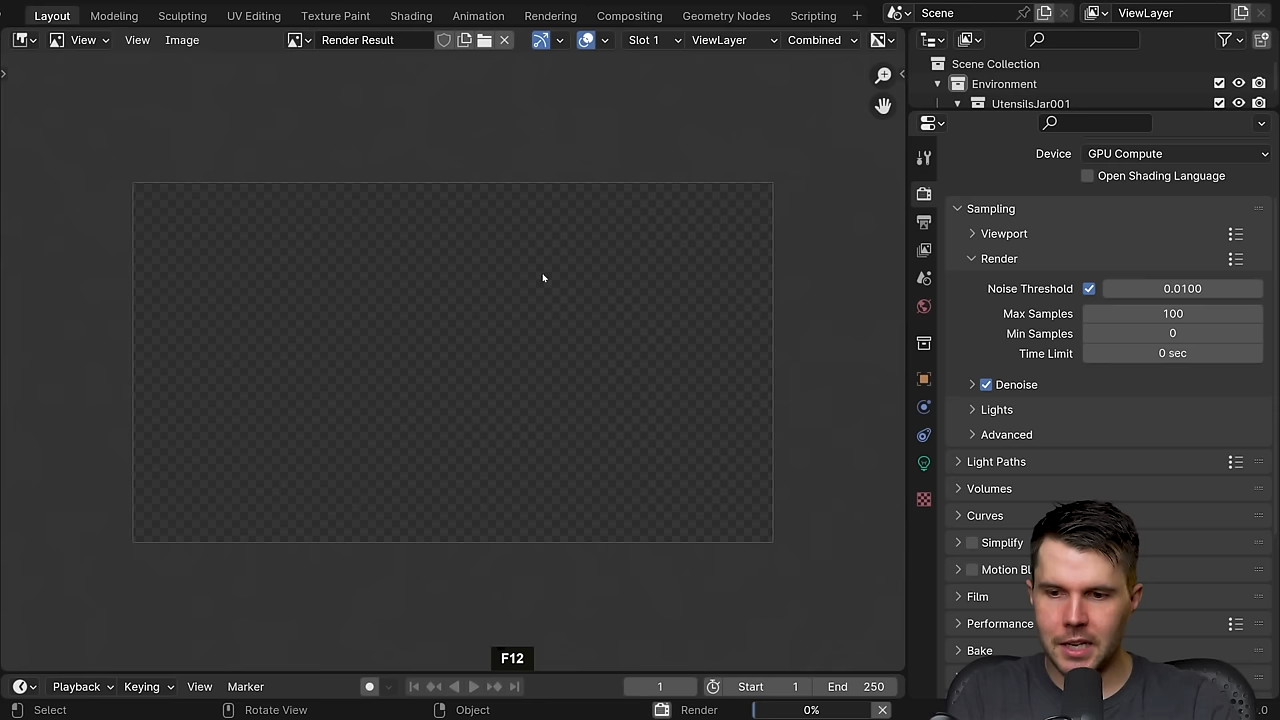 Layout Modeling Sculpting UV Editing Texture Paint Shading Animation Rendering Compositing Geometry Nodes Scripting + Scene ViewLayer
View View Image Render Result Slot 1 ViewLayer Combined
Scene Collection
Environment
UtensilsJar001
Device GPU Compute
Open Shading Language
Sampling
Viewport
Render
Noise Threshold 0.0100
Max Samples 100
Min Samples 0
Time Limit 0 sec
Denoise
Lights
Advanced
Light Paths
Volumes
Curves
Simplify
Motion Bl
Film
Performance
Bake
F12
Playback Keying View Marker 1 Start 1 End 250
Select Rotate View Object Render 0% .0